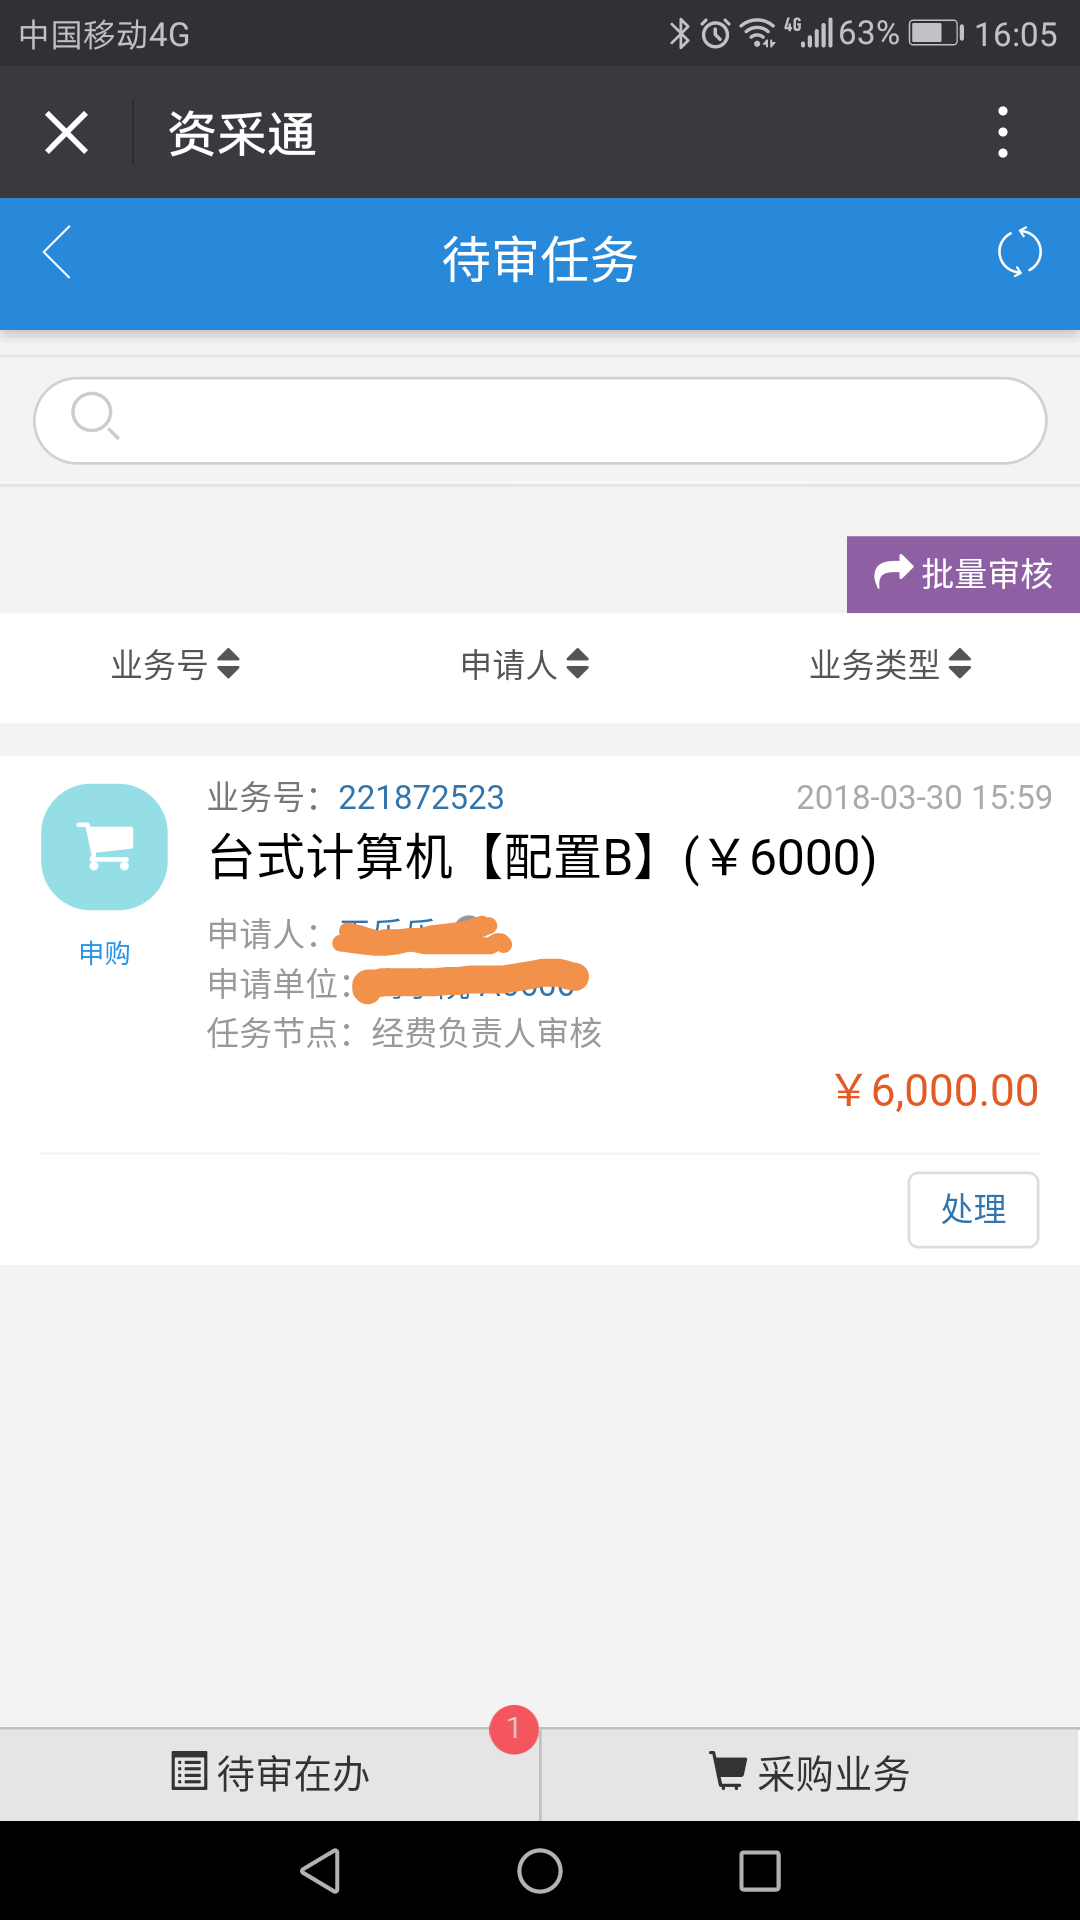 中国移动4G 4G 63% 16:05
资采通
待审任务
批量审核
业务号 申请人 业务类型
业务号：221872523 2018-03-30 15:59
台式计算机【配置B】(￥6000)
申购
申请人：
申请单位：
任务节点：经费负责人审核
￥6,000.00
处理
1
待审在办 采购业务